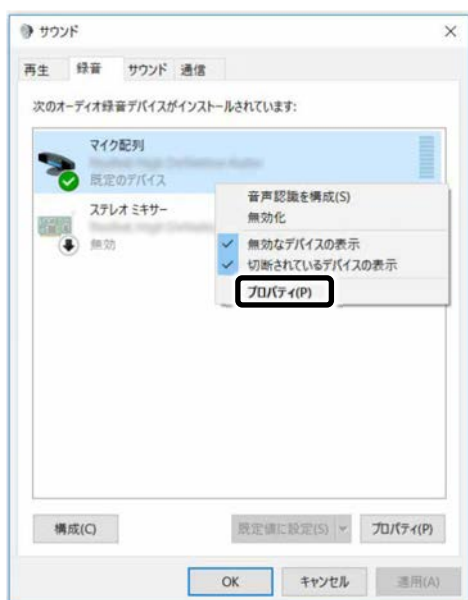 サウンド
再生 録音 サウンド 通信
次のオーディオ録音デバイスがインストールされています:
マイク配列
既定のデバイス
ステレオ ミキサー
無効
音声認識を構成(S)
無効化
無効なデバイスの表示
切断されているデバイスの表示
プロパティ(P)
構成(C) 既定値に設定(S) プロパティ(P)
OK キャンセル 適用(A)